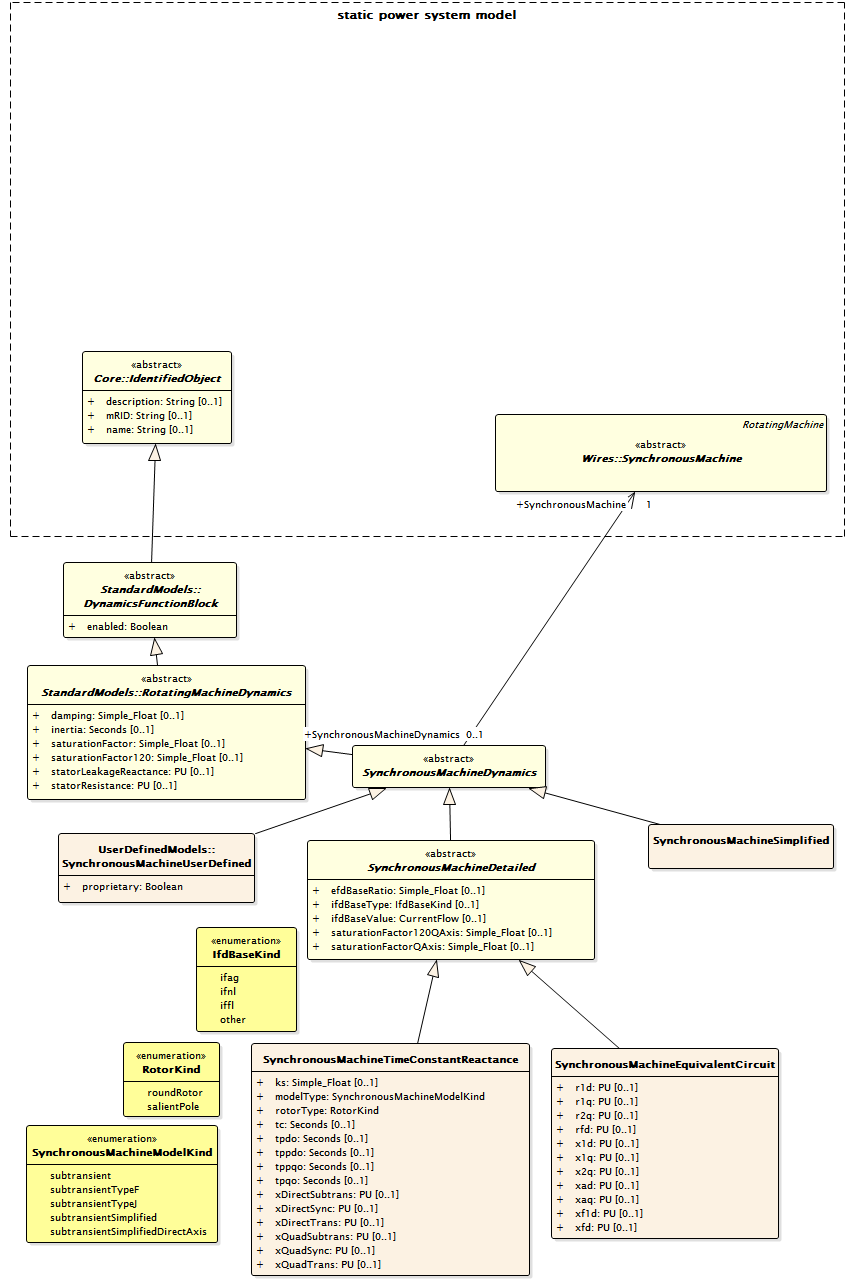 static power system model
«abstract»
Core::IdentifiedObject
+ description: String [0..1]
+ mRID: String [0..1]
+ name: String [0..1]
RotatingMachine
«abstract»
Wires::SynchronousMachine
+SynchronousMachine 1
«abstract»
StandardModels::
DynamicsFunctionBlock
+ enabled: Boolean
«abstract»
StandardModels::RotatingMachineDynamics
+ damping: Simple_Float [0..1]
+ inertia: Seconds [0..1]
+ saturationFactor: Simple_Float [0..1]
+ saturationFactor120: Simple_Float [0..1]
+ statorLeakageReactance: PU [0..1]
+ statorResistance: PU [0..1]
+SynchronousMachineDynamics 0..1
«abstract»
SynchronousMachineDynamics
UserDefinedModels::
SynchronousMachineUserDefined
+ proprietary: Boolean
«abstract»
SynchronousMachineDetailed
+ efdBaseRatio: Simple_Float [0..1]
+ ifdBaseType: IfdBaseKind [0..1]
+ ifdBaseValue: CurrentFlow [0..1]
+ saturationFactor120QAxis: Simple_Float [0..1]
+ saturationFactorQAxis: Simple_Float [0..1]
SynchronousMachineSimplified
«enumeration»
IfdBaseKind
ifag
ifnl
iffl
other
«enumeration»
RotorKind
roundRotor
salientPole
«enumeration»
SynchronousMachineModelKind
subtransient
subtransientTypeF
subtransientTypeJ
subtransientSimplified
subtransientSimplifiedDirectAxis
SynchronousMachineTimeConstantReactance
+ ks: Simple_Float [0..1]
+ modelType: SynchronousMachineModelKind
+ rotorType: RotorKind
+ tc: Seconds [0..1]
+ tpdo: Seconds [0..1]
+ tppdo: Seconds [0..1]
+ tppqo: Seconds [0..1]
+ tpqo: Seconds [0..1]
+ xDirectSubtrans: PU [0..1]
+ xDirectSync: PU [0..1]
+ xDirectTrans: PU [0..1]
+ xQuadSubtrans: PU [0..1]
+ xQuadSync: PU [0..1]
+ xQuadTrans: PU [0..1]
SynchronousMachineEquivalentCircuit
+ r1d: PU [0..1]
+ r1q: PU [0..1]
+ r2q: PU [0..1]
+ rfd: PU [0..1]
+ x1d: PU [0..1]
+ x1q: PU [0..1]
+ x2q: PU [0..1]
+ xad: PU [0..1]
+ xaq: PU [0..1]
+ xf1d: PU [0..1]
+ xfd: PU [0..1]